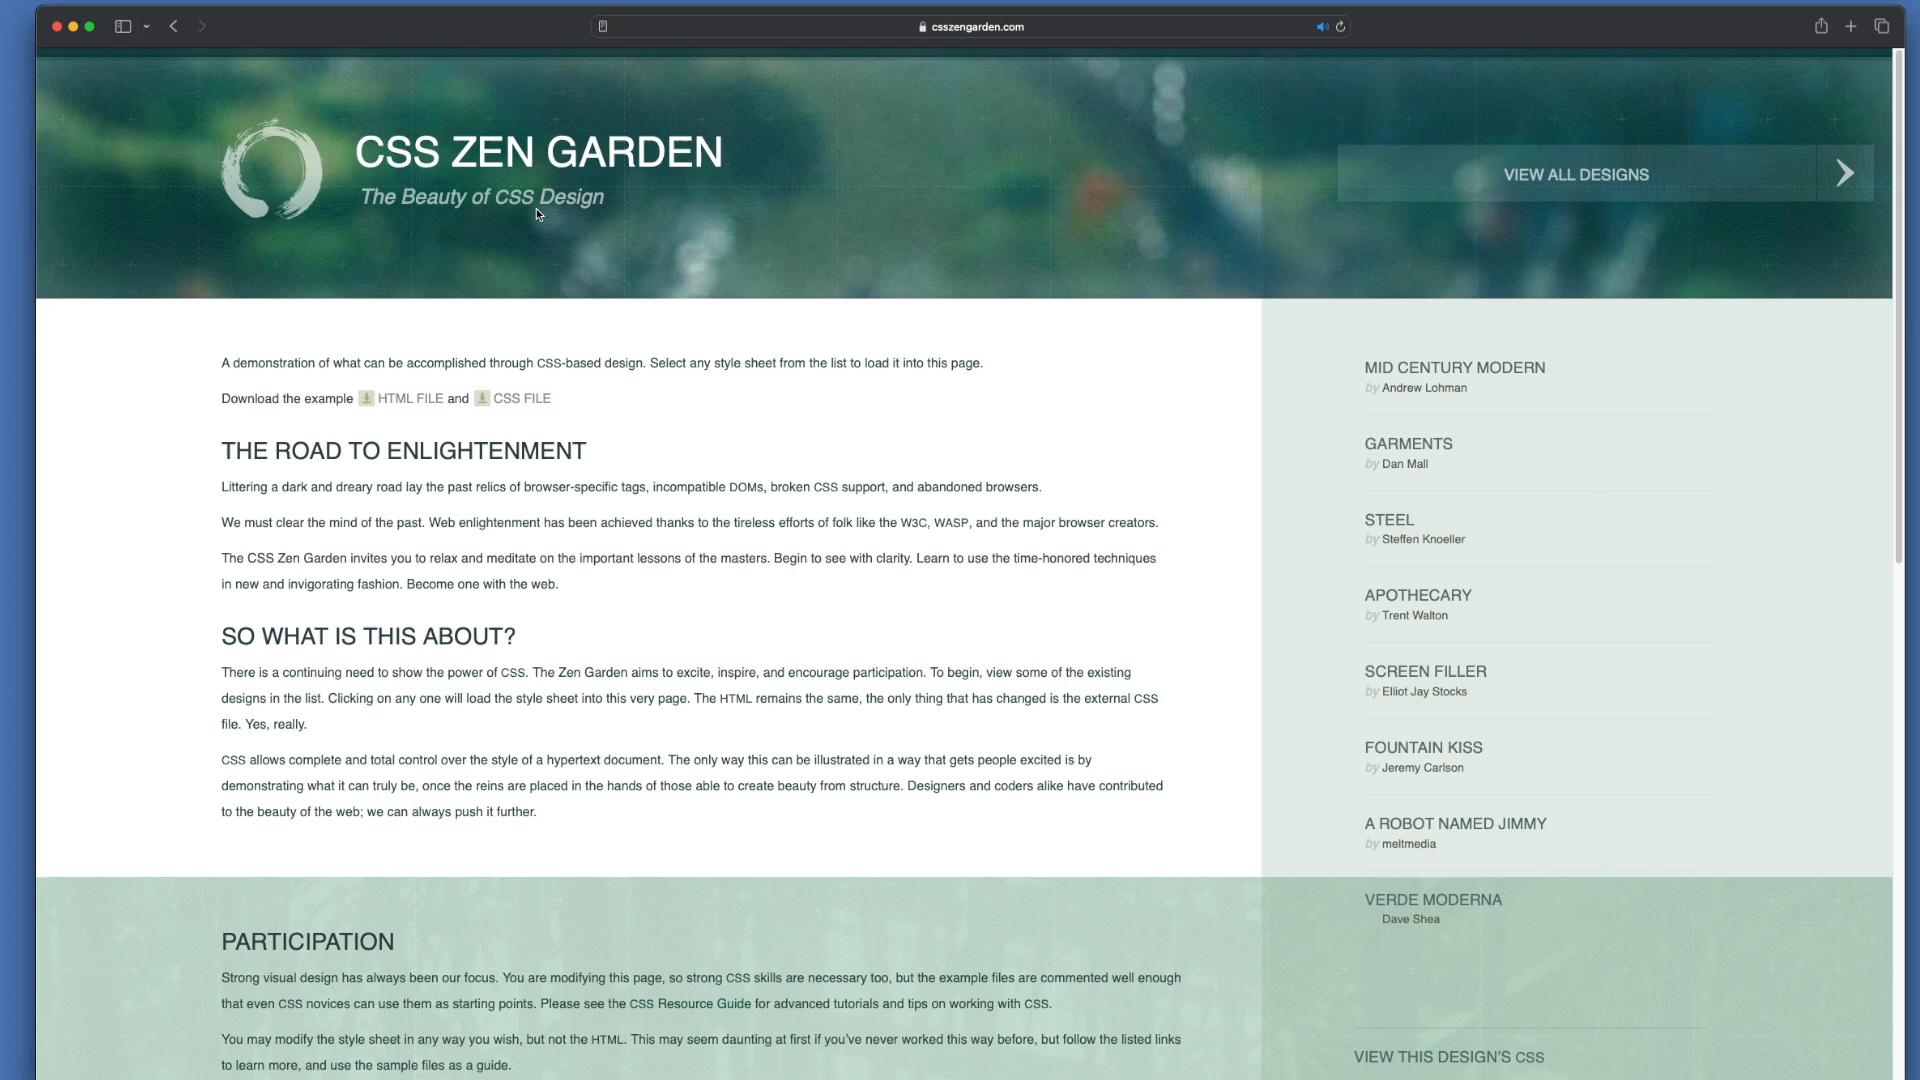 csszengarden.com
CSS ZEN GARDEN
The Beauty of CSS Design
VIEW ALL DESIGNS
A demonstration of what can be accomplished through CSS-based design. Select any style sheet from the list to load it into this page.
Download the example HTML FILE and CSS FILE
THE ROAD TO ENLIGHTENMENT
Littering a dark and dreary road lay the past relics of browser-specific tags, incompatible DOMs, broken CSS support, and abandoned browsers.
We must clear the mind of the past. Web enlightenment has been achieved thanks to the tireless efforts of folk like the W3C, WASP, and the major browser creators.
The CSS Zen Garden invites you to relax and meditate on the important lessons of the masters. Begin to see with clarity. Learn to use the time-honored techniques
in new and invigorating fashion. Become one with the web.
SO WHAT IS THIS ABOUT?
There is a continuing need to show the power of CSS. The Zen Garden aims to excite, inspire, and encourage participation. To begin, view some of the existing
designs in the list. Clicking on any one will load the style sheet into this very page. The HTML remains the same, the only thing that has changed is the external CSS
file. Yes, really.
CSS allows complete and total control over the style of a hypertext document. The only way this can be illustrated in a way that gets people excited is by
demonstrating what it can truly be, once the reins are placed in the hands of those able to create beauty from structure. Designers and coders alike have contributed
to the beauty of the web; we can always push it further.
PARTICIPATION
Strong visual design has always been our focus. You are modifying this page, so strong CSS skills are necessary too, but the example files are commented well enough
that even CSS novices can use them as starting points. Please see the CSS Resource Guide for advanced tutorials and tips on working with CSS.
You may modify the style sheet in any way you wish, but not the HTML. This may seem daunting at first if you've never worked this way before, but follow the listed links
to learn more, and use the sample files as a guide.
MID CENTURY MODERN
by Andrew Lohman
GARMENTS
by Dan Mall
STEEL
by Steffen Knoeller
APOTHECARY
by Trent Walton
SCREEN FILLER
by Elliot Jay Stocks
FOUNTAIN KISS
by Jeremy Carlson
A ROBOT NAMED JIMMY
by meltmedia
VERDE MODERNA
Dave Shea
VIEW THIS DESIGN'S CSS